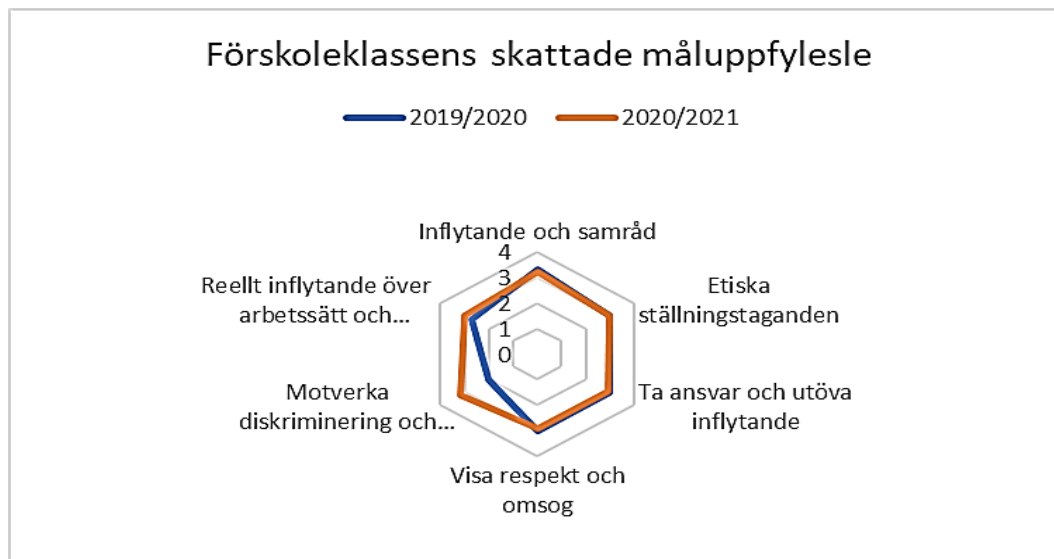 Förskoleklassens skattade måluppfylesle
2019/2020
2020/2021
Inflytande och samråd
4
3
2
1
0
Etiska
ställningstaganden
Ta ansvar och utöva
inflytande
Visa respekt och
omsog
Motverka
diskriminering och...
Reellt inflytande över
arbetssätt och...